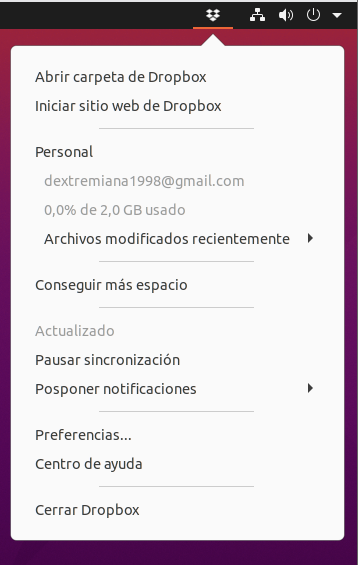 Abrir carpeta de Dropbox
Iniciar sitio web de Dropbox
Personal
dextremiana1998@gmail.com
0,0% de 2,0 GB usado
Archivos modificados recientemente
Conseguir más espacio
Actualizado
Pausar sincronización
Posponer notificaciones
Preferencias...
Centro de ayuda
Cerrar Dropbox